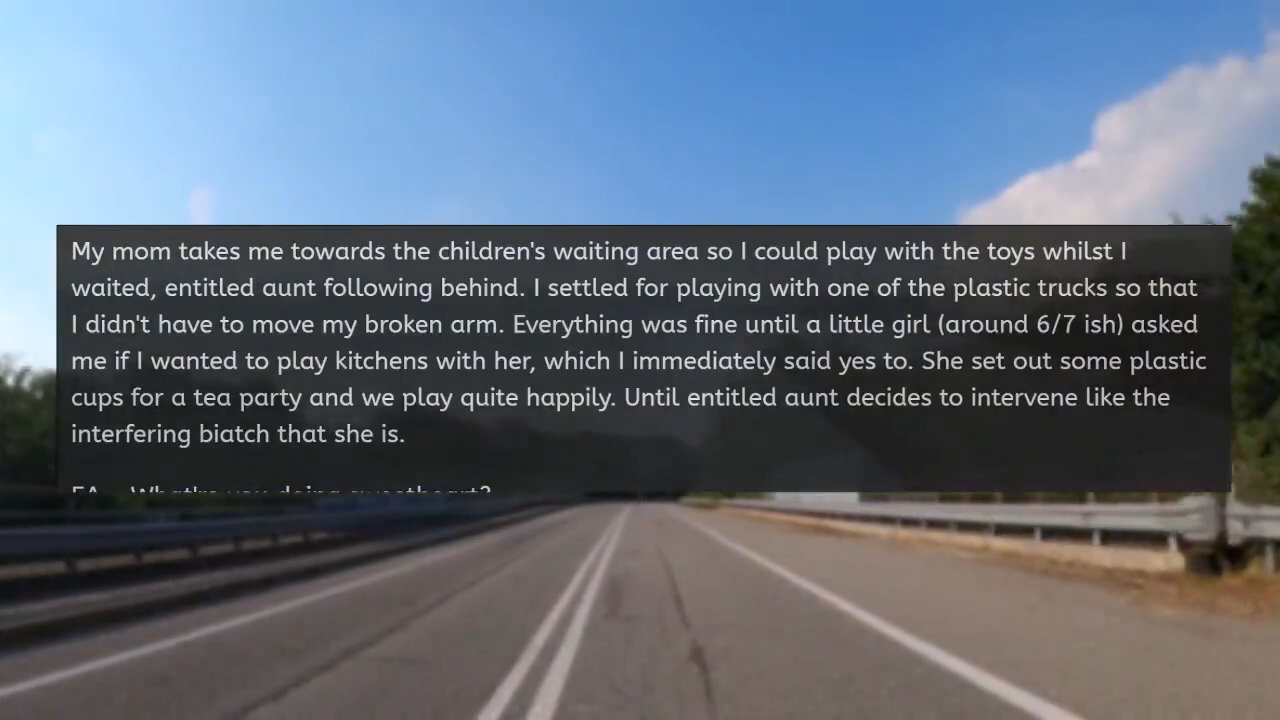 My mom takes me towards the children's waiting area so I could play with the toys whilst I
waited, entitled aunt following behind. I settled for playing with one of the plastic trucks so that
I didn't have to move my broken arm. Everything was fine until a little girl (around 6/7 ish) asked
me if I wanted to play kitchens with her, which I immediately said yes to. She set out some plastic
cups for a tea party and we play quite happily. Until entitled aunt decides to intervene like the
interfering biatch that she is.